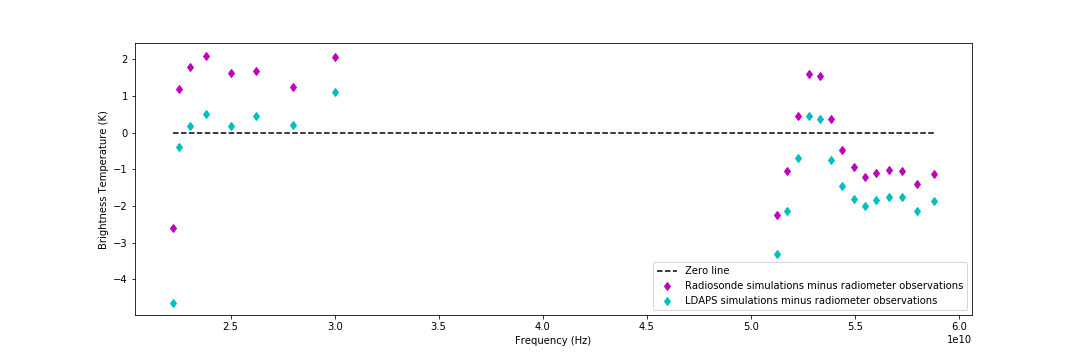 2
1
0
−1
−2
−3
−4
Brightness Temperature (K)
Zero line
Radiosonde simulations minus radiometer observations
LDAPS simulations minus radiometer observations
2.5 3.0 3.5 4.0 4.5 5.0 5.5 6.0
1e10
Frequency (Hz)